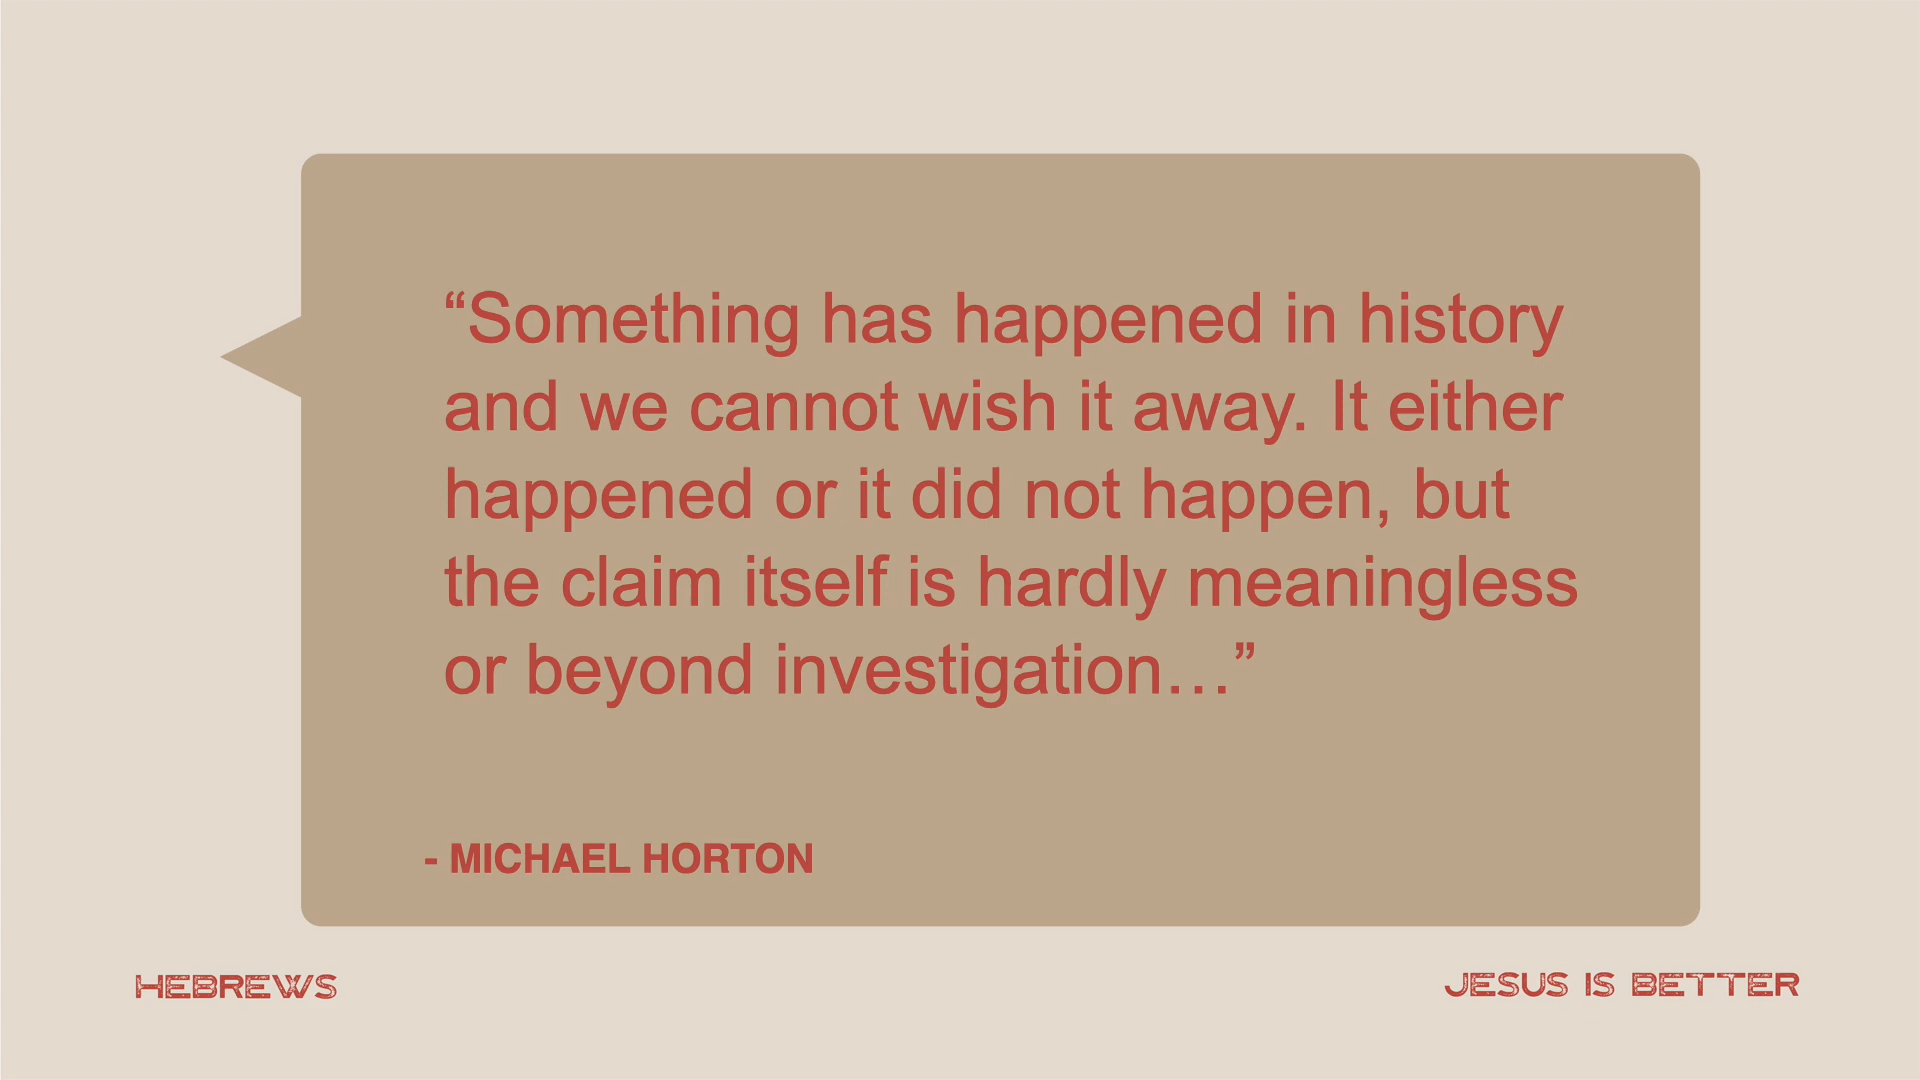 “Something has happened in history
and we cannot wish it away. It either
happened or it did not happen, but
the claim itself is hardly meaningless
or beyond investigation…”
- MICHAEL HORTON
HEBREWS
JESUS IS BETTER